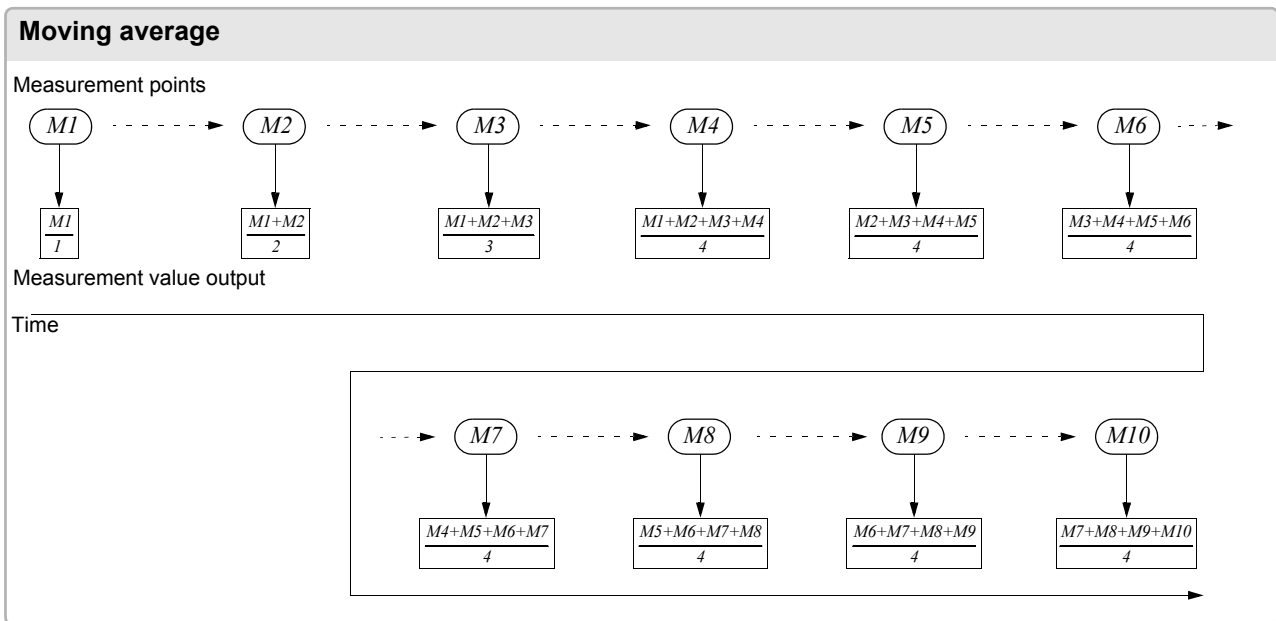 Moving average
Measurement points
M1 M2 M3 M4 M5 M6
M1 M1+M2 M1+M2+M3 M1+M2+M3+M4 M2+M3+M4+M5 M3+M4+M5+M6
1 2 3 4 4 4
Measurement value output
Time
M7 M8 M9 M10
M4+M5+M6+M7 M5+M6+M7+M8 M6+M7+M8+M9 M7+M8+M9+M10
4 4 4 4